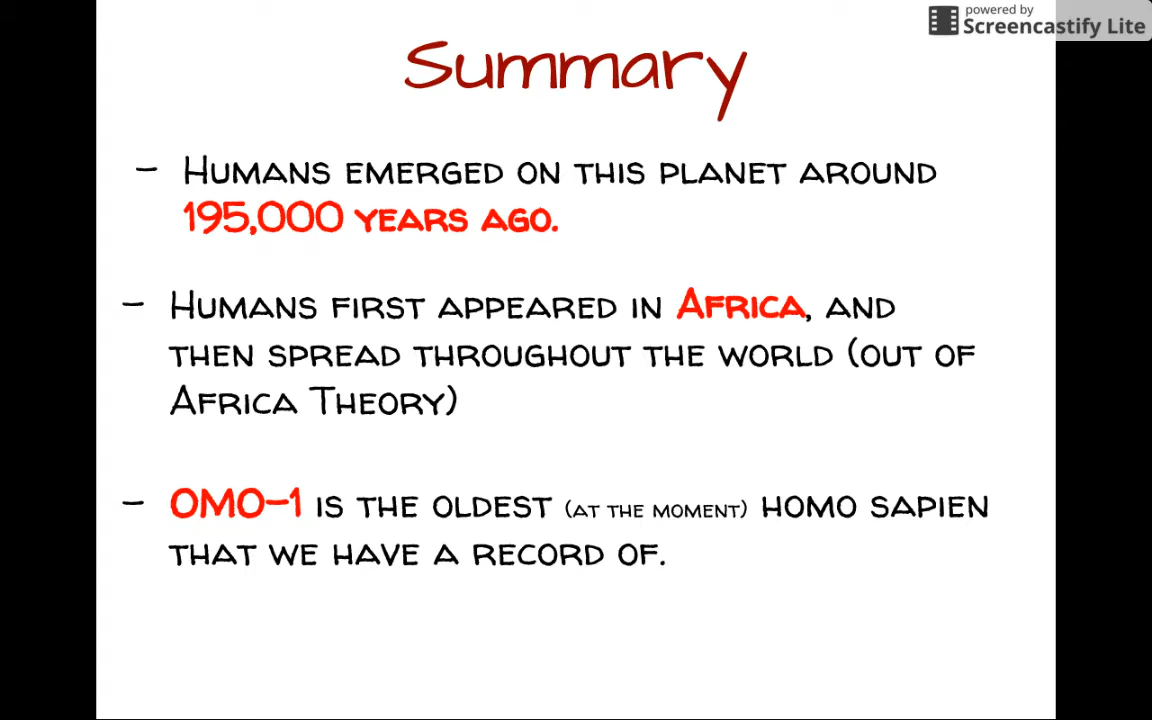 powered by
Screencastify Lite
Summary
- Humans emerged on this planet around
195,000 years ago.
- Humans first appeared in Africa, and
then spread throughout the world (out of
Africa Theory)
- OMO-1 is the oldest (at the moment) homo sapien
that we have a record of.